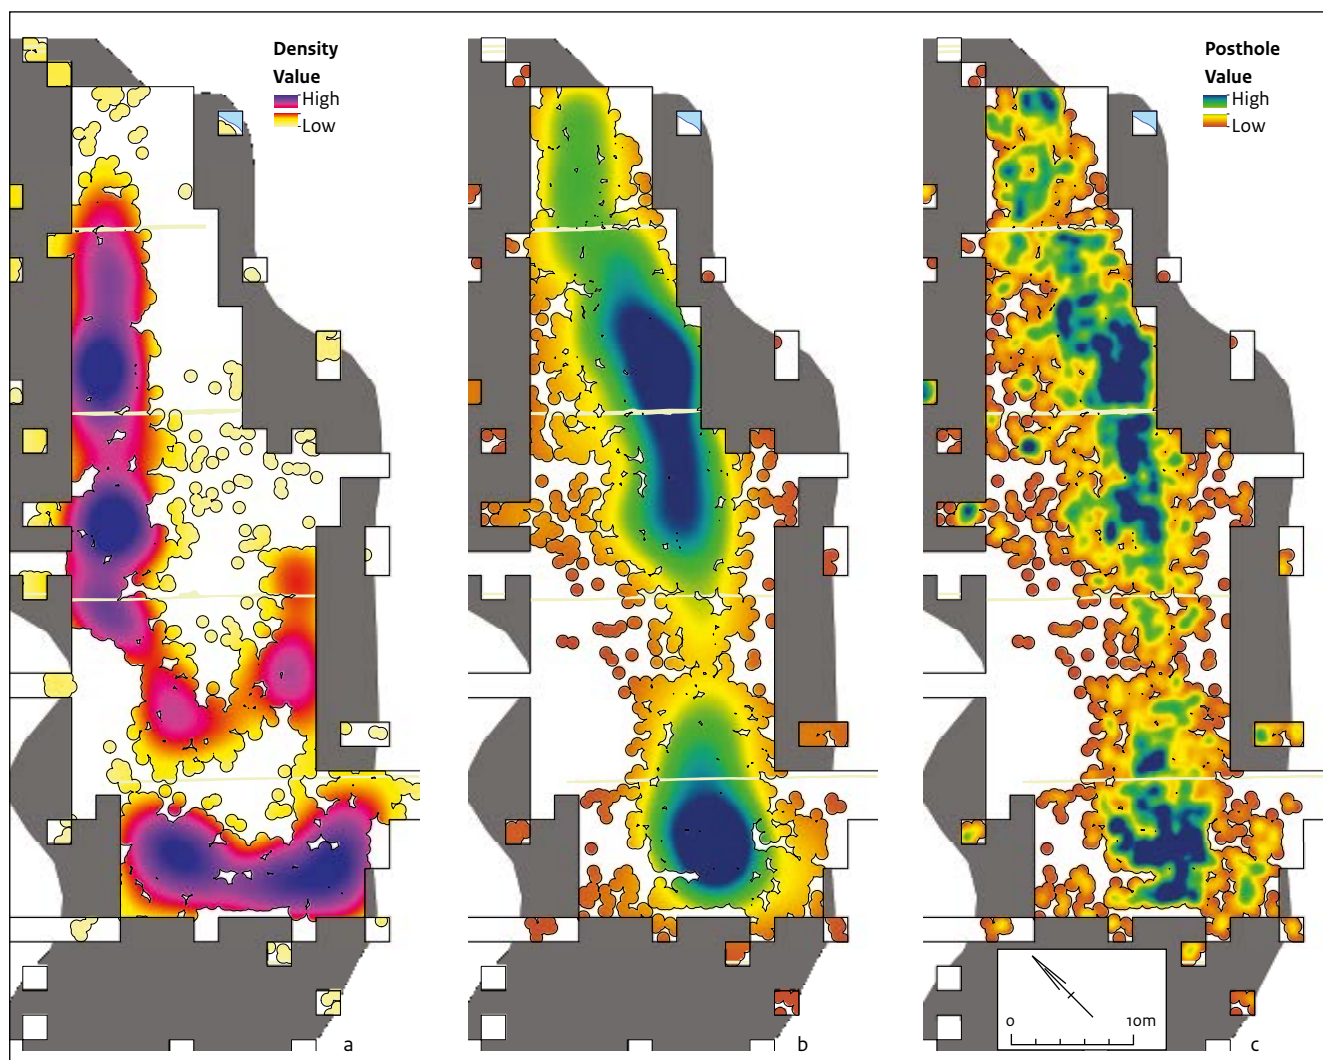 Density
Value
High
Low
Posthole
Value
High
Low
0 10m
a b c